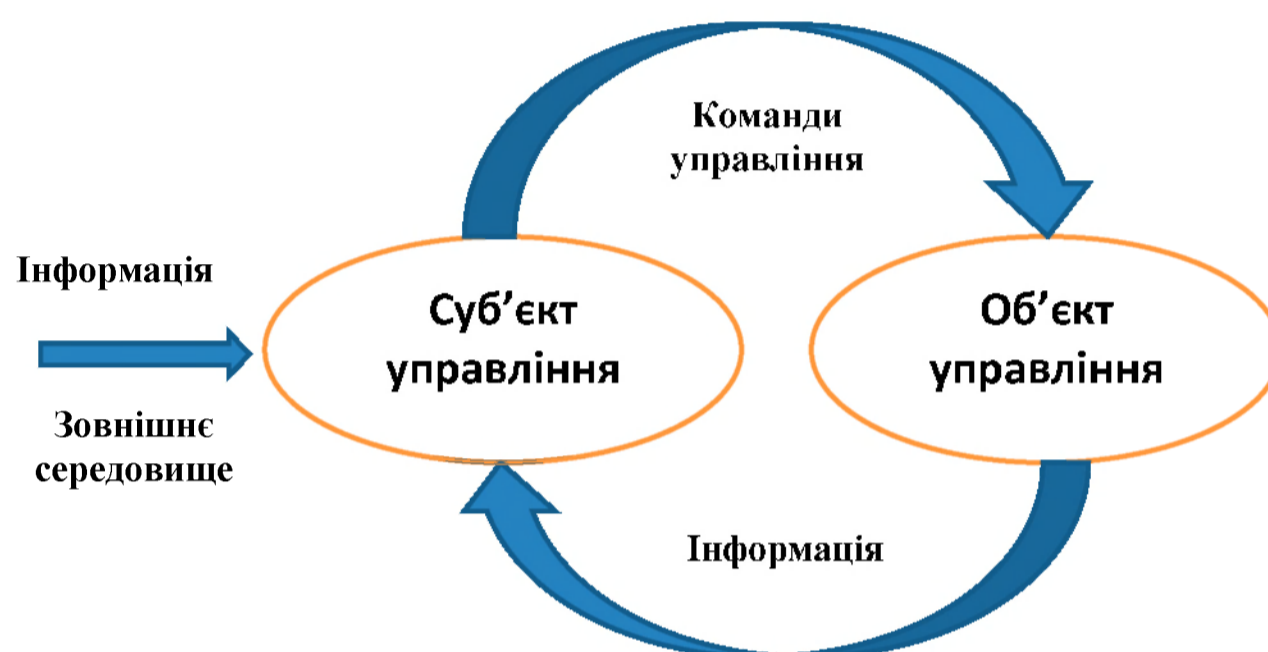 Команди
управління
Інформація
Суб’єкт
управління
Об’єкт
управління
Зовнішнє
середовище
Інформація